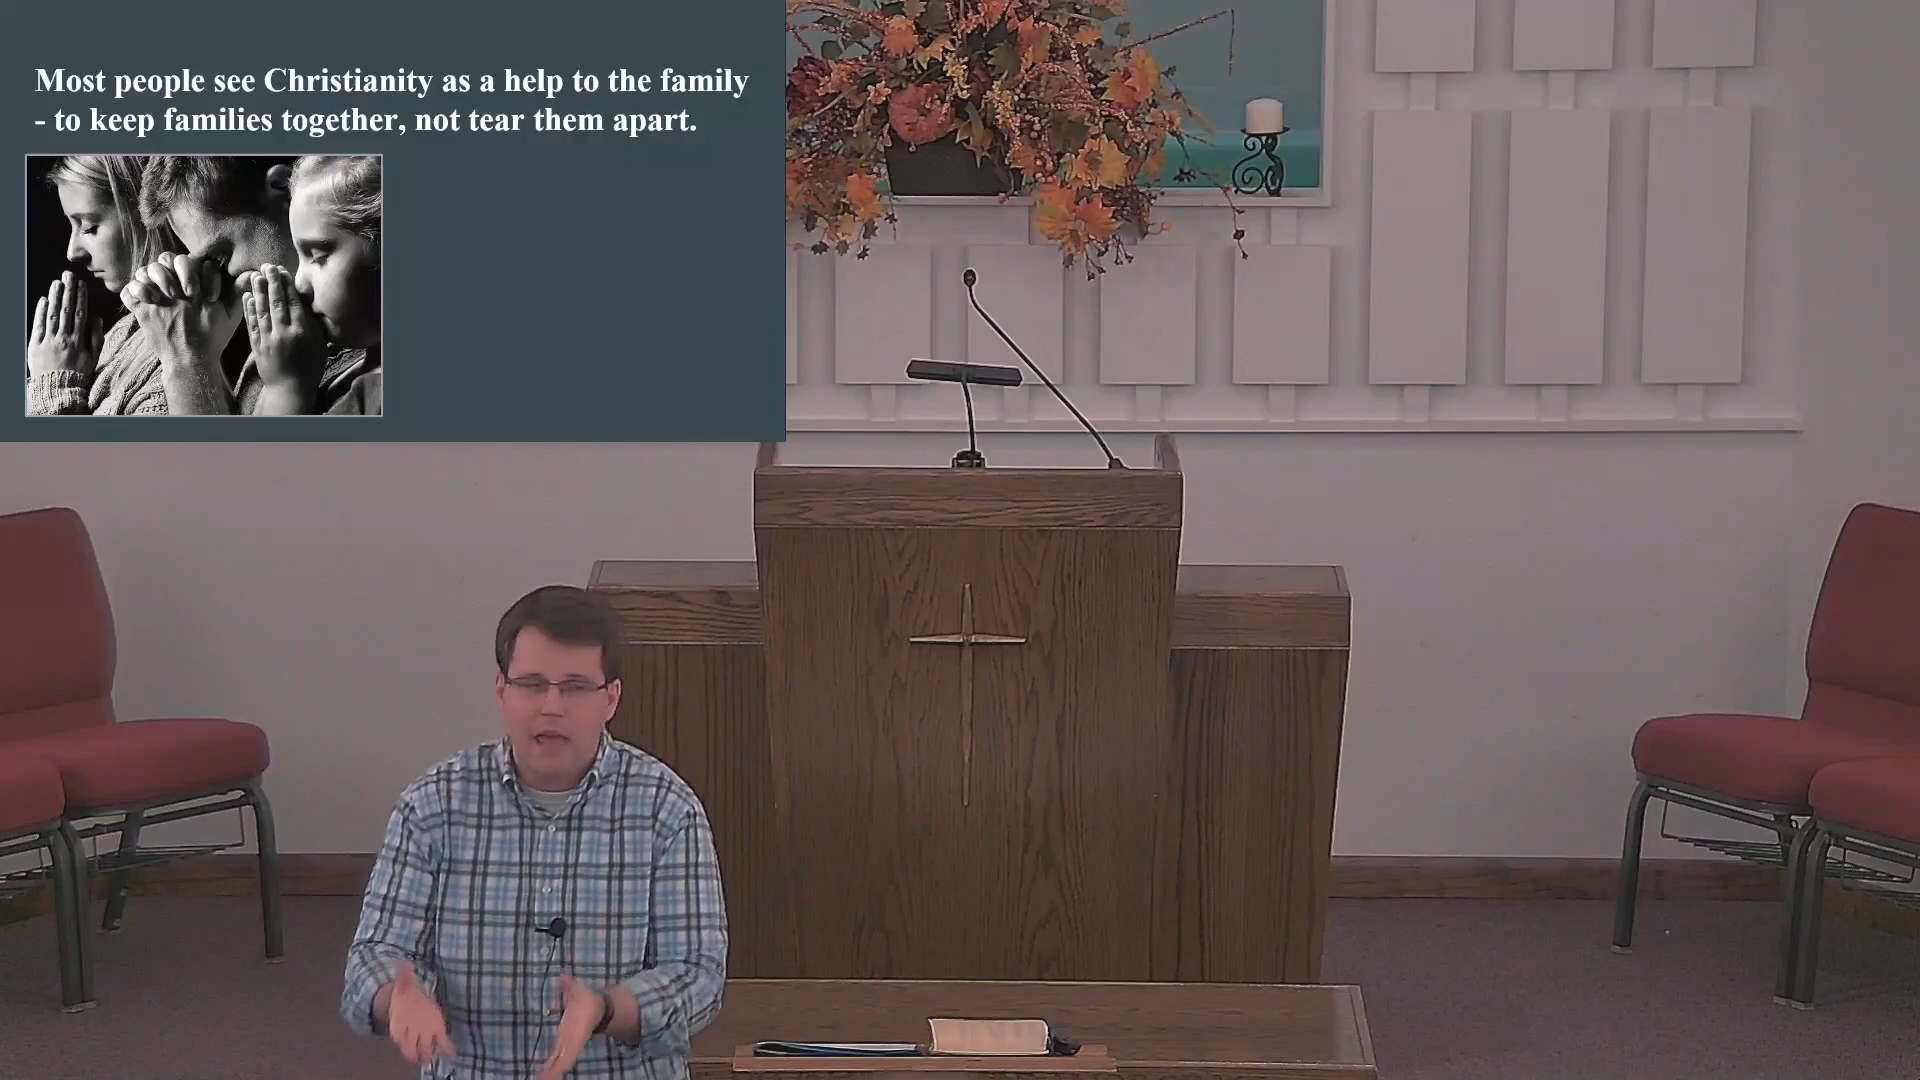 Most people see Christianity as a help to the family
- to keep families together, not tear them apart.